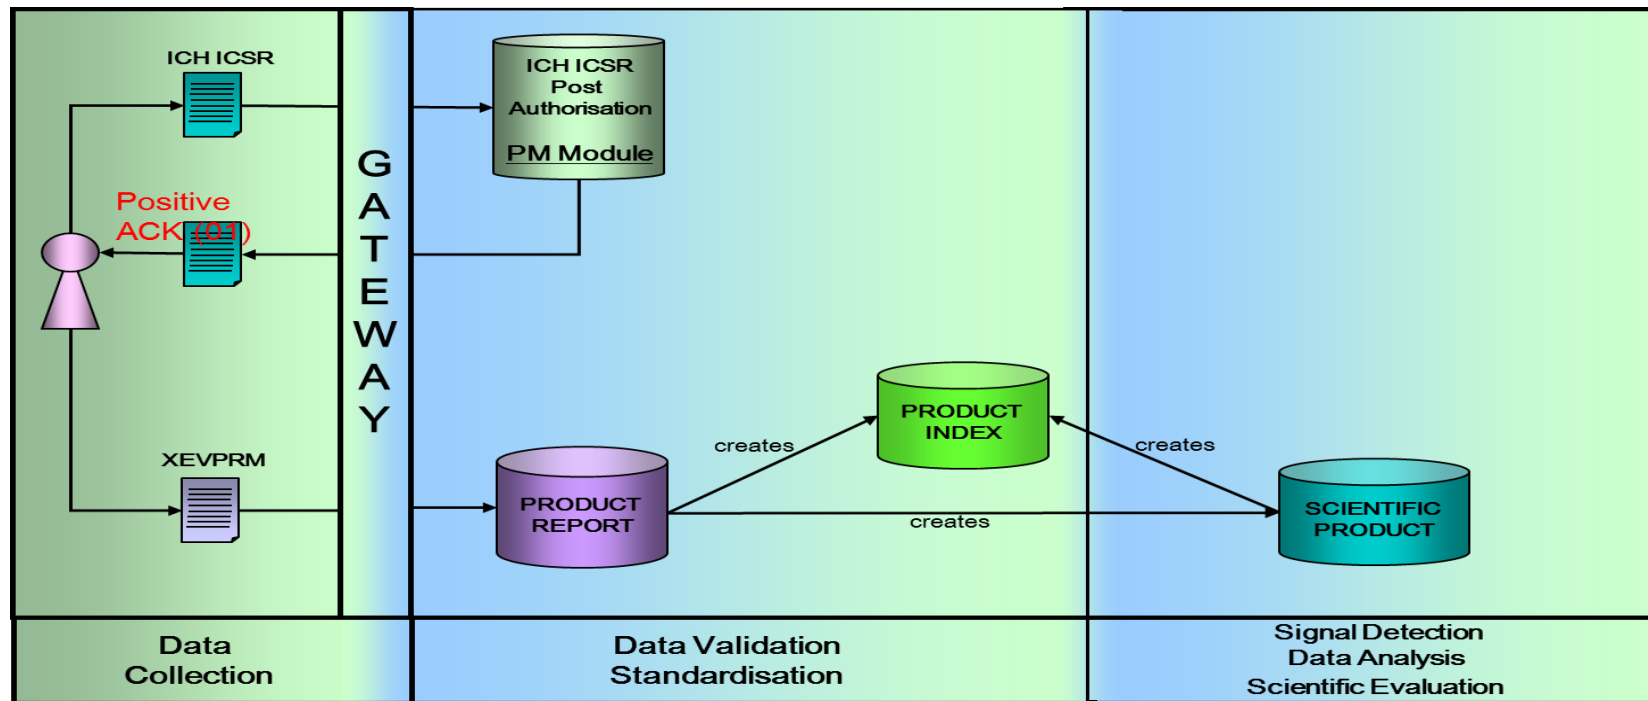 ICH ICSR
Positive
ACK (01)
XEVPRM
G
A
T
E
W
A
Y
ICH ICSR
Post
Authorisation
PM Module
PRODUCT
INDEX
creates
creates
PRODUCT
REPORT
creates
SCIENTIFIC
PRODUCT
Data
Collection
Data Validation
Standardisation
Signal Detection
Data Analysis
Scientific Evaluation